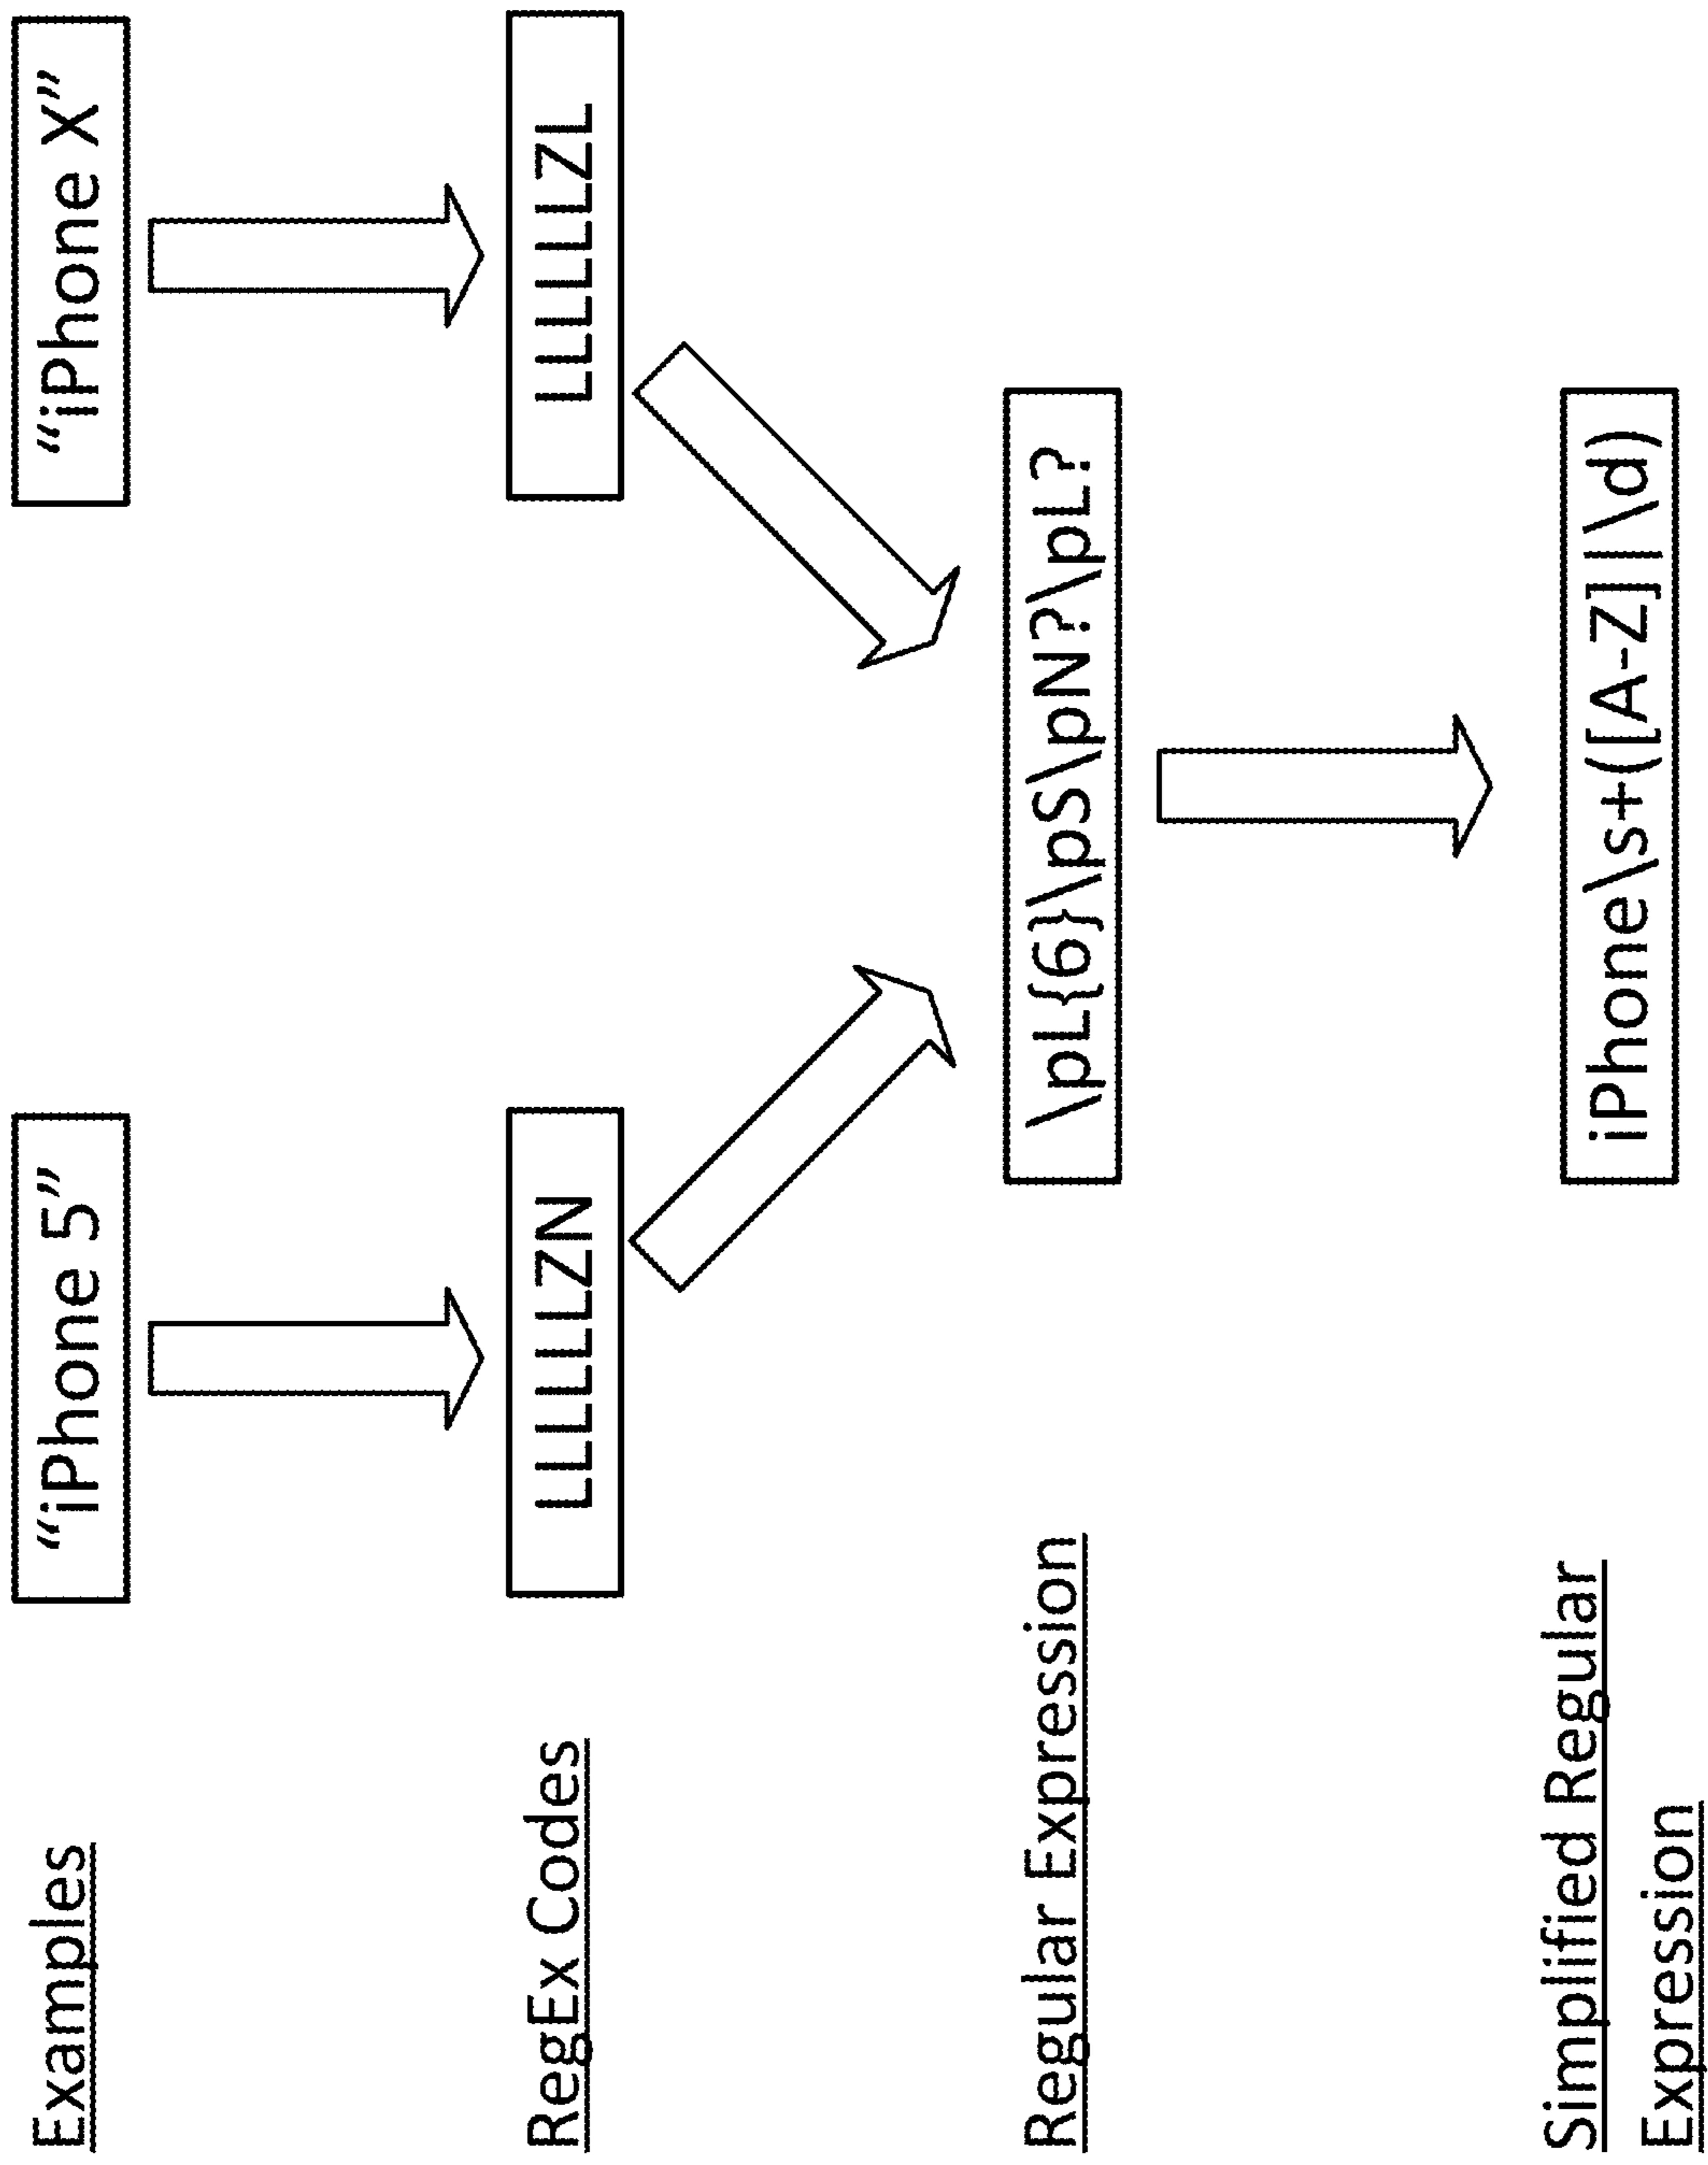 Examples
“iPhone 5”
“iPhone X”
RegEx Codes
LLLLLLZN
LLLLLLZL
Regular Expression
\pL{6}\pS\pN?\pL?
Simplified Regular
Expression
iPhone\s+([A-Z]|\d)